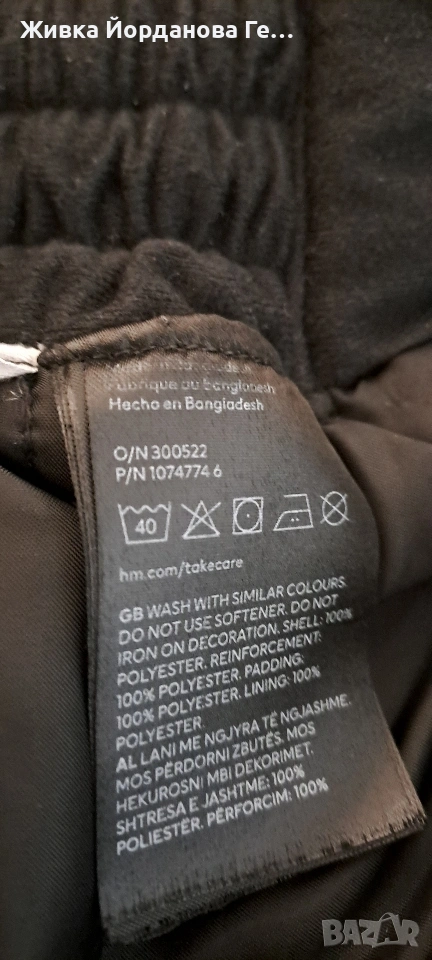 Живка Йорданова Ге...
Fabrique au Bangladesh
Hecho en Bangladesh
O/N 300522
P/N 1074774 6
40
hm.com/takecare
GB WASH WITH SIMILAR COLOURS.
DO NOT USE SOFTENER. DO NOT
IRON ON DECORATION. SHELL: 100%
POLYESTER. REINFORCEMENT:
100% POLYESTER. PADDING:
100% POLYESTER. LINING: 100%
POLYESTER
AL LANI ME NGJYRA TË NGJASHME.
MOS PËRDORNI ZBUTËS. MOS
HEKUROSNI MBI DEKORIMET.
SHTRESA E JASHTME: 100%
POLIESTËR. PËRFORCIM: 100%
BAZAR